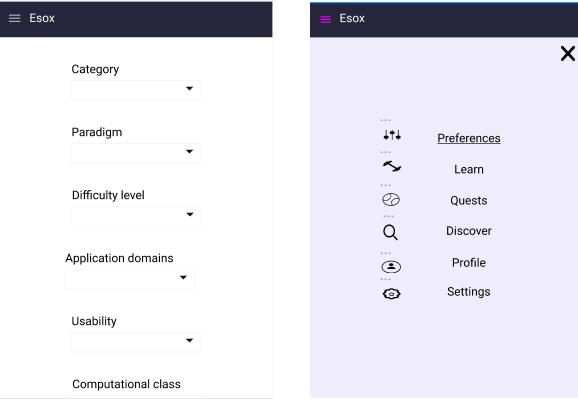 Esox
Category
Paradigm
Difficulty level
Application domains
Usability
Computational class
Esox
Preferences
Learn
Quests
Discover
Profile
Settings